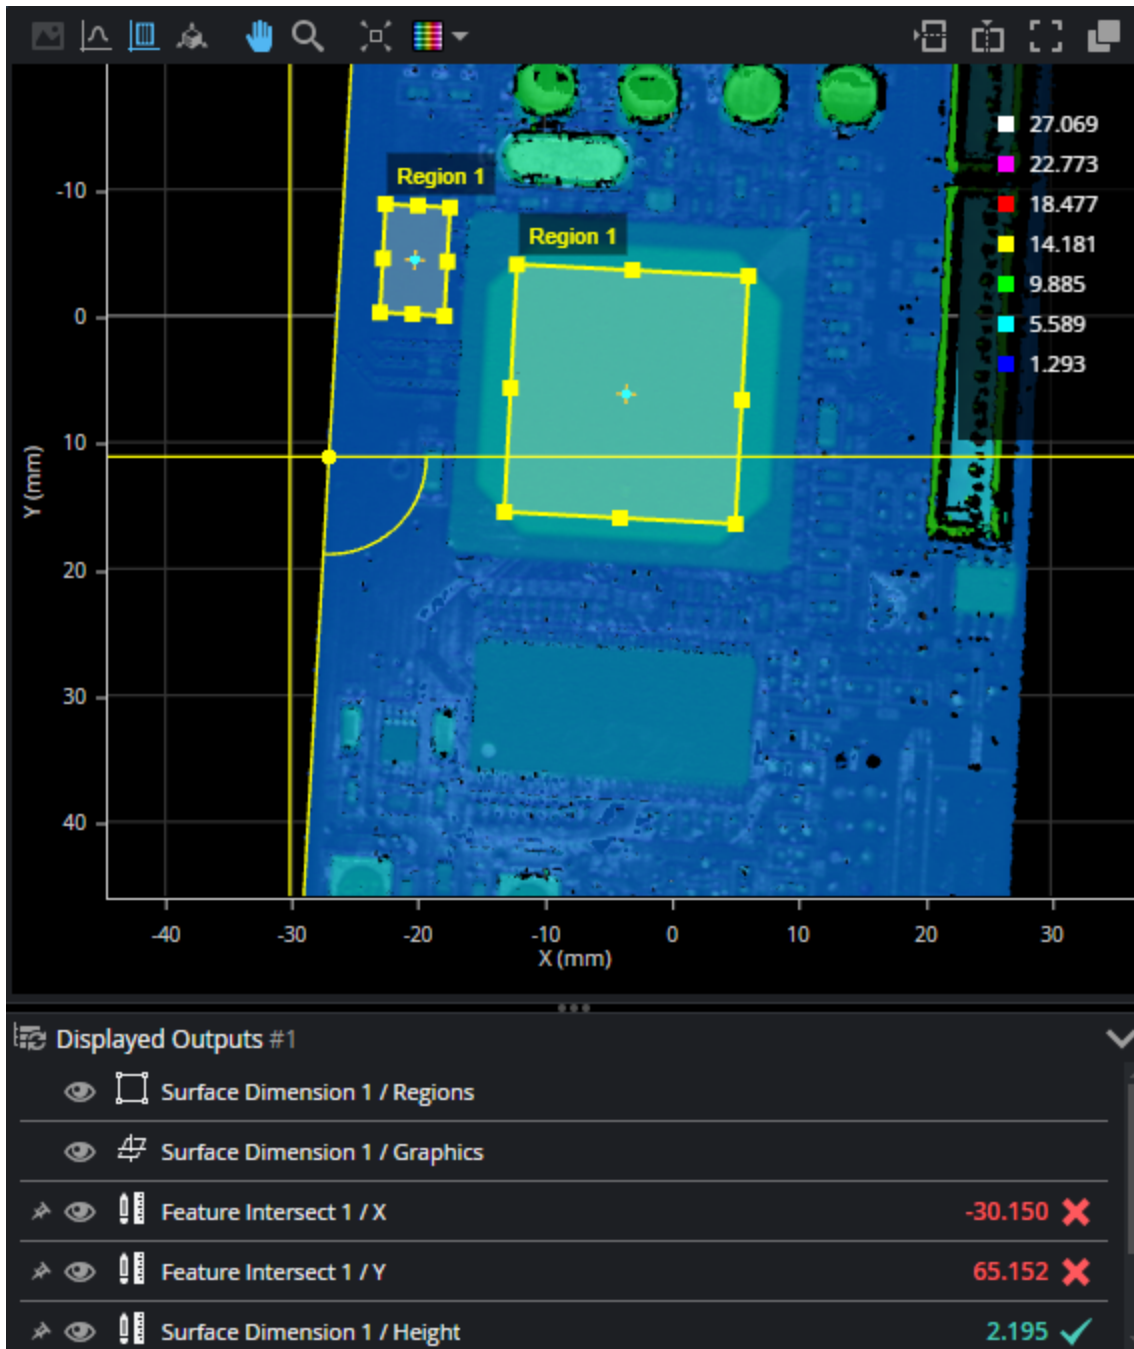 27.069
22.773
18.477
14.181
9.885
5.589
1.293
Region 1
Region 1
-10
0
10
20
30
40
Y (mm)
-40
-30
-20
-10
0
10
20
30
X (mm)
Displayed Outputs #1
Surface Dimension 1 / Regions
Surface Dimension 1 / Graphics
Feature Intersect 1 / X -30.150
Feature Intersect 1 / Y 65.152
Surface Dimension 1 / Height 2.195